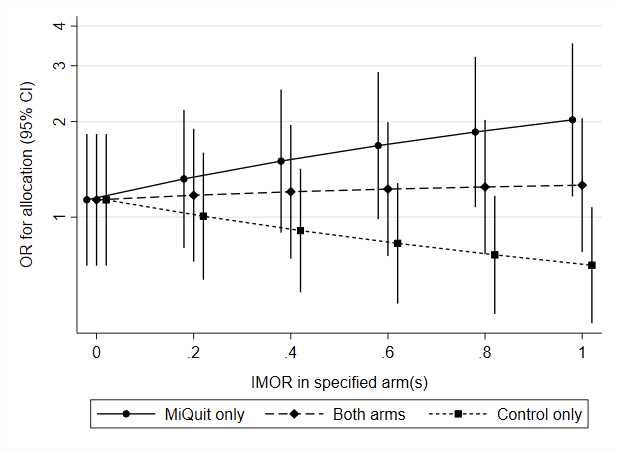 OR for allocation (95% CI)
4
3
2
1
0 .2 .4 .6 .8 1
IMOR in specified arm(s)
MiQuit only Both arms Control only